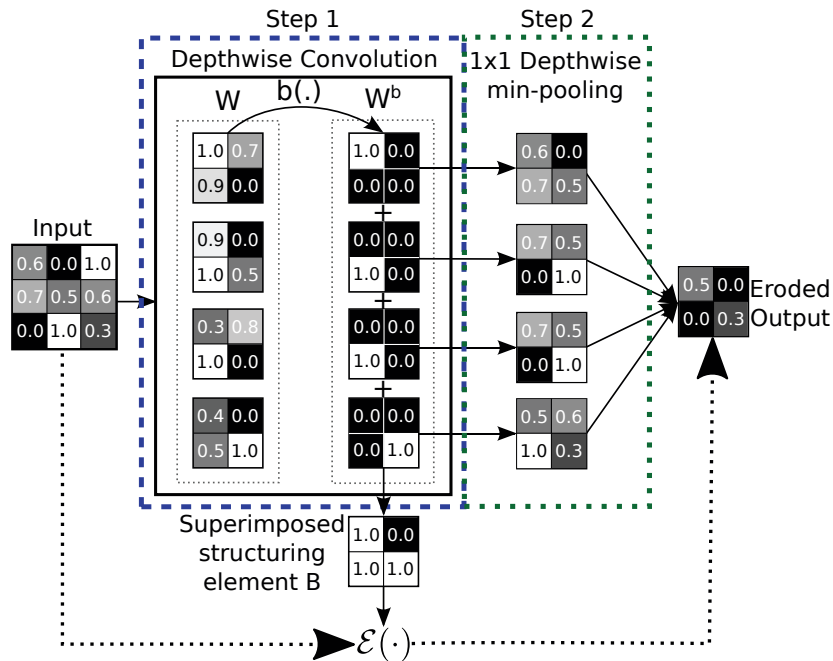 Step 1
Step 2
Depthwise Convolution
1x1 Depthwise
min-pooling
W
b(.)
W^b
1.0 0.7
0.9 0.0
0.9 0.0
1.0 0.5
0.3 0.8
1.0 0.0
0.4 0.0
0.5 1.0
1.0 0.0
0.0 0.0
+
0.0 0.0
1.0 0.0
+
0.0 0.0
1.0 0.0
+
0.0 0.0
0.0 1.0
0.6 0.0
0.7 0.5
0.7 0.5
0.0 1.0
0.7 0.5
0.0 1.0
0.5 0.6
1.0 0.3
Input
0.6 0.0 1.0
0.7 0.5 0.6
0.0 1.0 0.3
0.5 0.0
0.0 0.3
Eroded
Output
Superimposed
structuring
element B
1.0 0.0
1.0 1.0
ℰ(·)